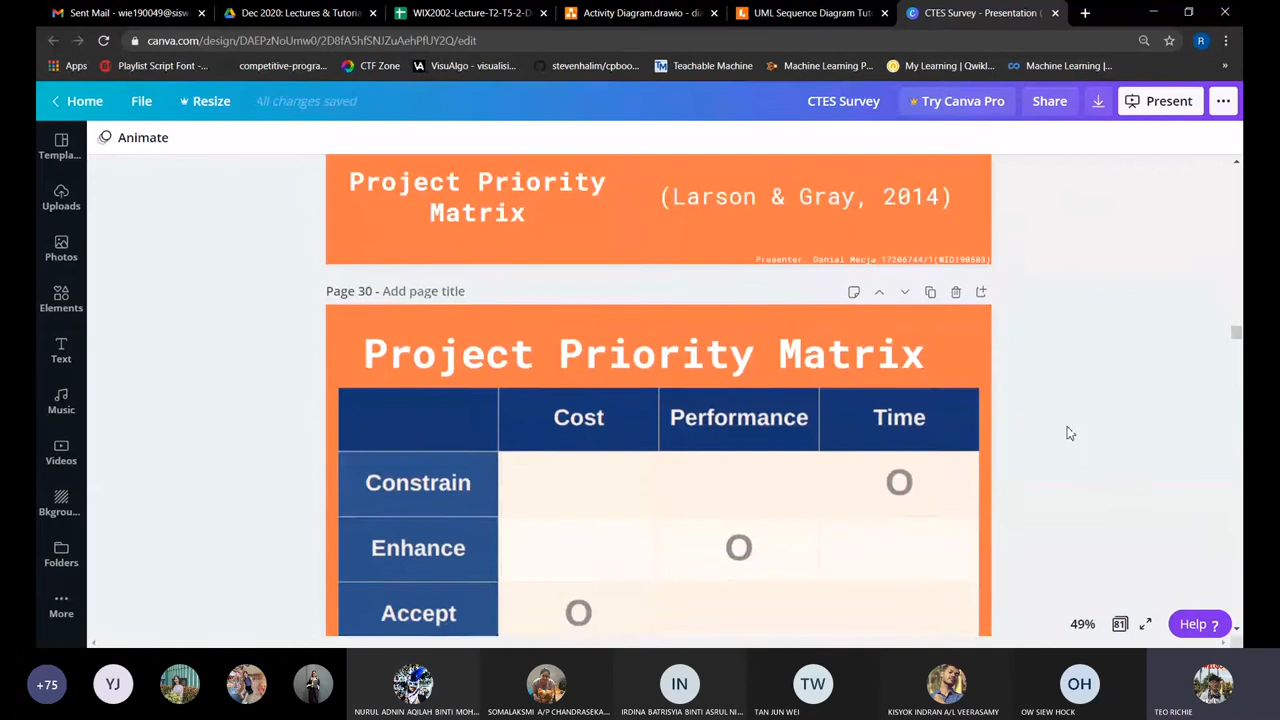 Sent Mail - wie190049@sisw
Dec 2020: Lectures & Tutoria
WIX2002-Lecture-T2-T5-2-D
Activity Diagram.drawio - dia
UML Sequence Diagram Tut
CTES Survey - Presentation (
canva.com/design/DAEPzNoUmw0/2D8fA5hfSNJZuAehPfUY2Q/edit
R
Apps
Playlist Script Font -...
competitive-progra...
CTF Zone
VisuAlgo - visualisi...
stevenhalim/cpboo...
Teachable Machine
Machine Learning P...
My Learning | Qwikl...
Machine Learning |...
»
Home
File
Resize
All changes saved
CTES Survey
Try Canva Pro
Share
Present
Templa...
Animate
Uploads
Photos
Elements
Text
Music
Videos
Bkgrou...
Folders
More
Project Priority
Matrix
(Larson & Gray, 2014)
Page 30 - Add page title
Project Priority Matrix
Cost Performance Time
Constrain O
Enhance O
Accept O
49%
81
Help ?
+75
YJ
IN
TW
OH
NURUL ADNIN AQILAH BINTI MOH...
SOMALAKSMI A/P CHANDRASEKA...
IRDINA BATRISYIA BINTI ASRUL NI...
TAN JUN WEI
KISYOK INDRAN A/L VEERASAMY
OW SIEW HOCK
TEO RICHIE